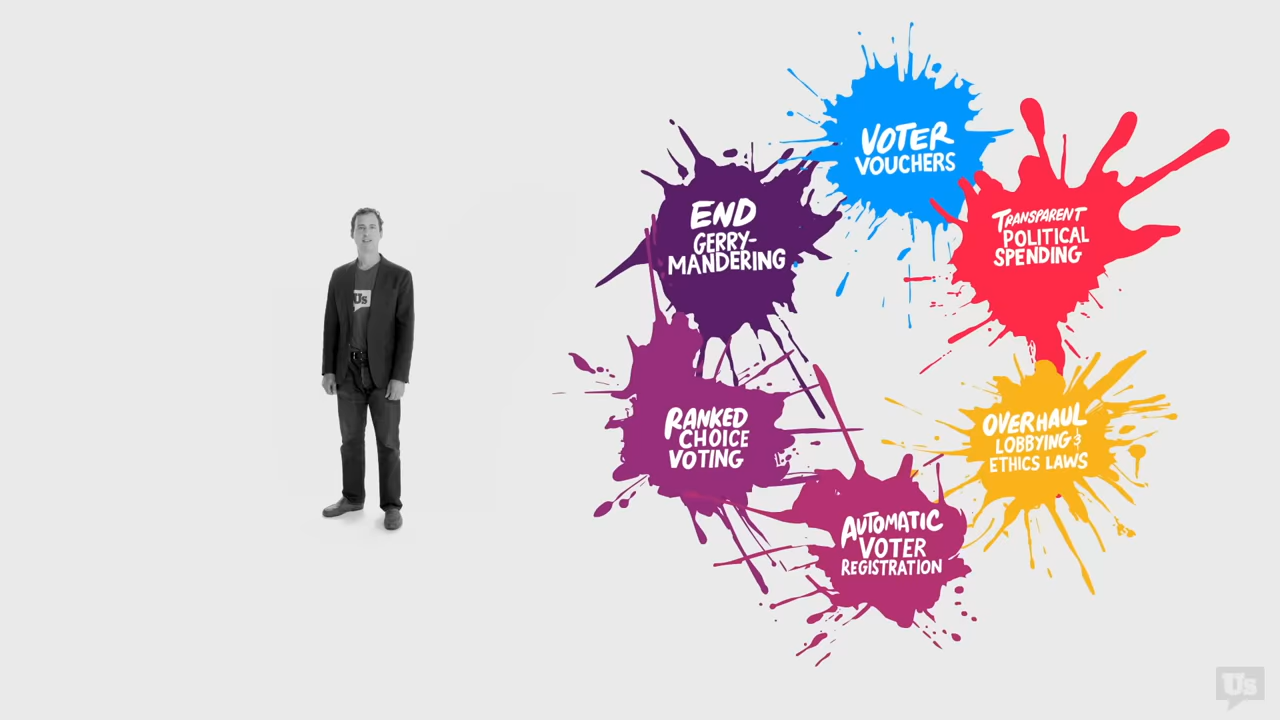 VOTER
VOUCHERS
TRANSPARENT
POLITICAL
SPENDING
END
GERRY-
MANDERING
RANKED
CHOICE
VOTING
OVERHAUL
LOBBYING &
ETHICS LAWS
AUTOMATIC
VOTER
REGISTRATION
Us
Us